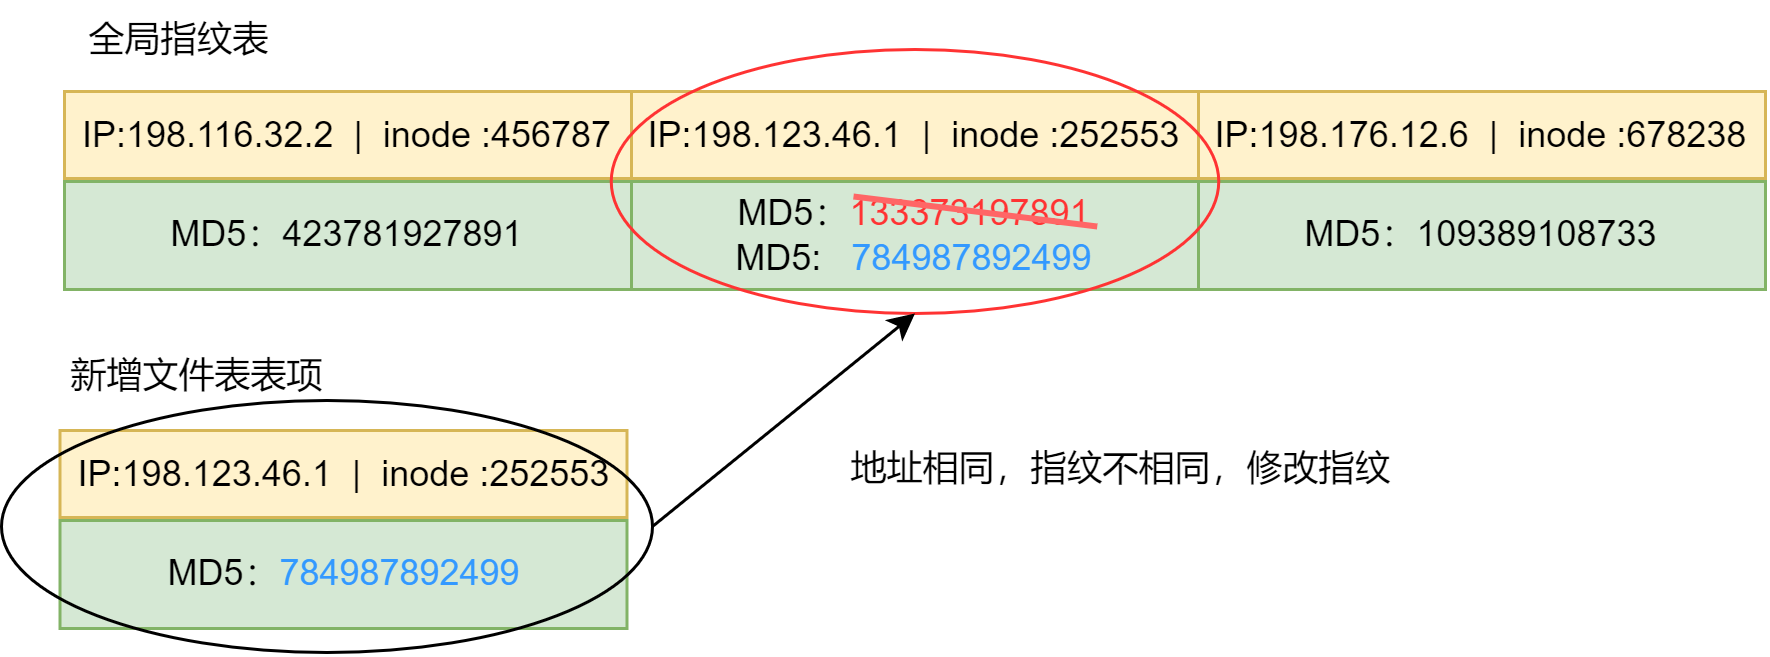 全局指纹表
IP:198.116.32.2 | inode :456787
IP:198.123.46.1 | inode :252553
IP:198.176.12.6 | inode :678238
MD5：423781927891
MD5：133373197891
MD5: 784987892499
MD5：109389108733
新增文件表表项
IP:198.123.46.1 | inode :252553
MD5：784987892499
地址相同，指纹不相同，修改指纹